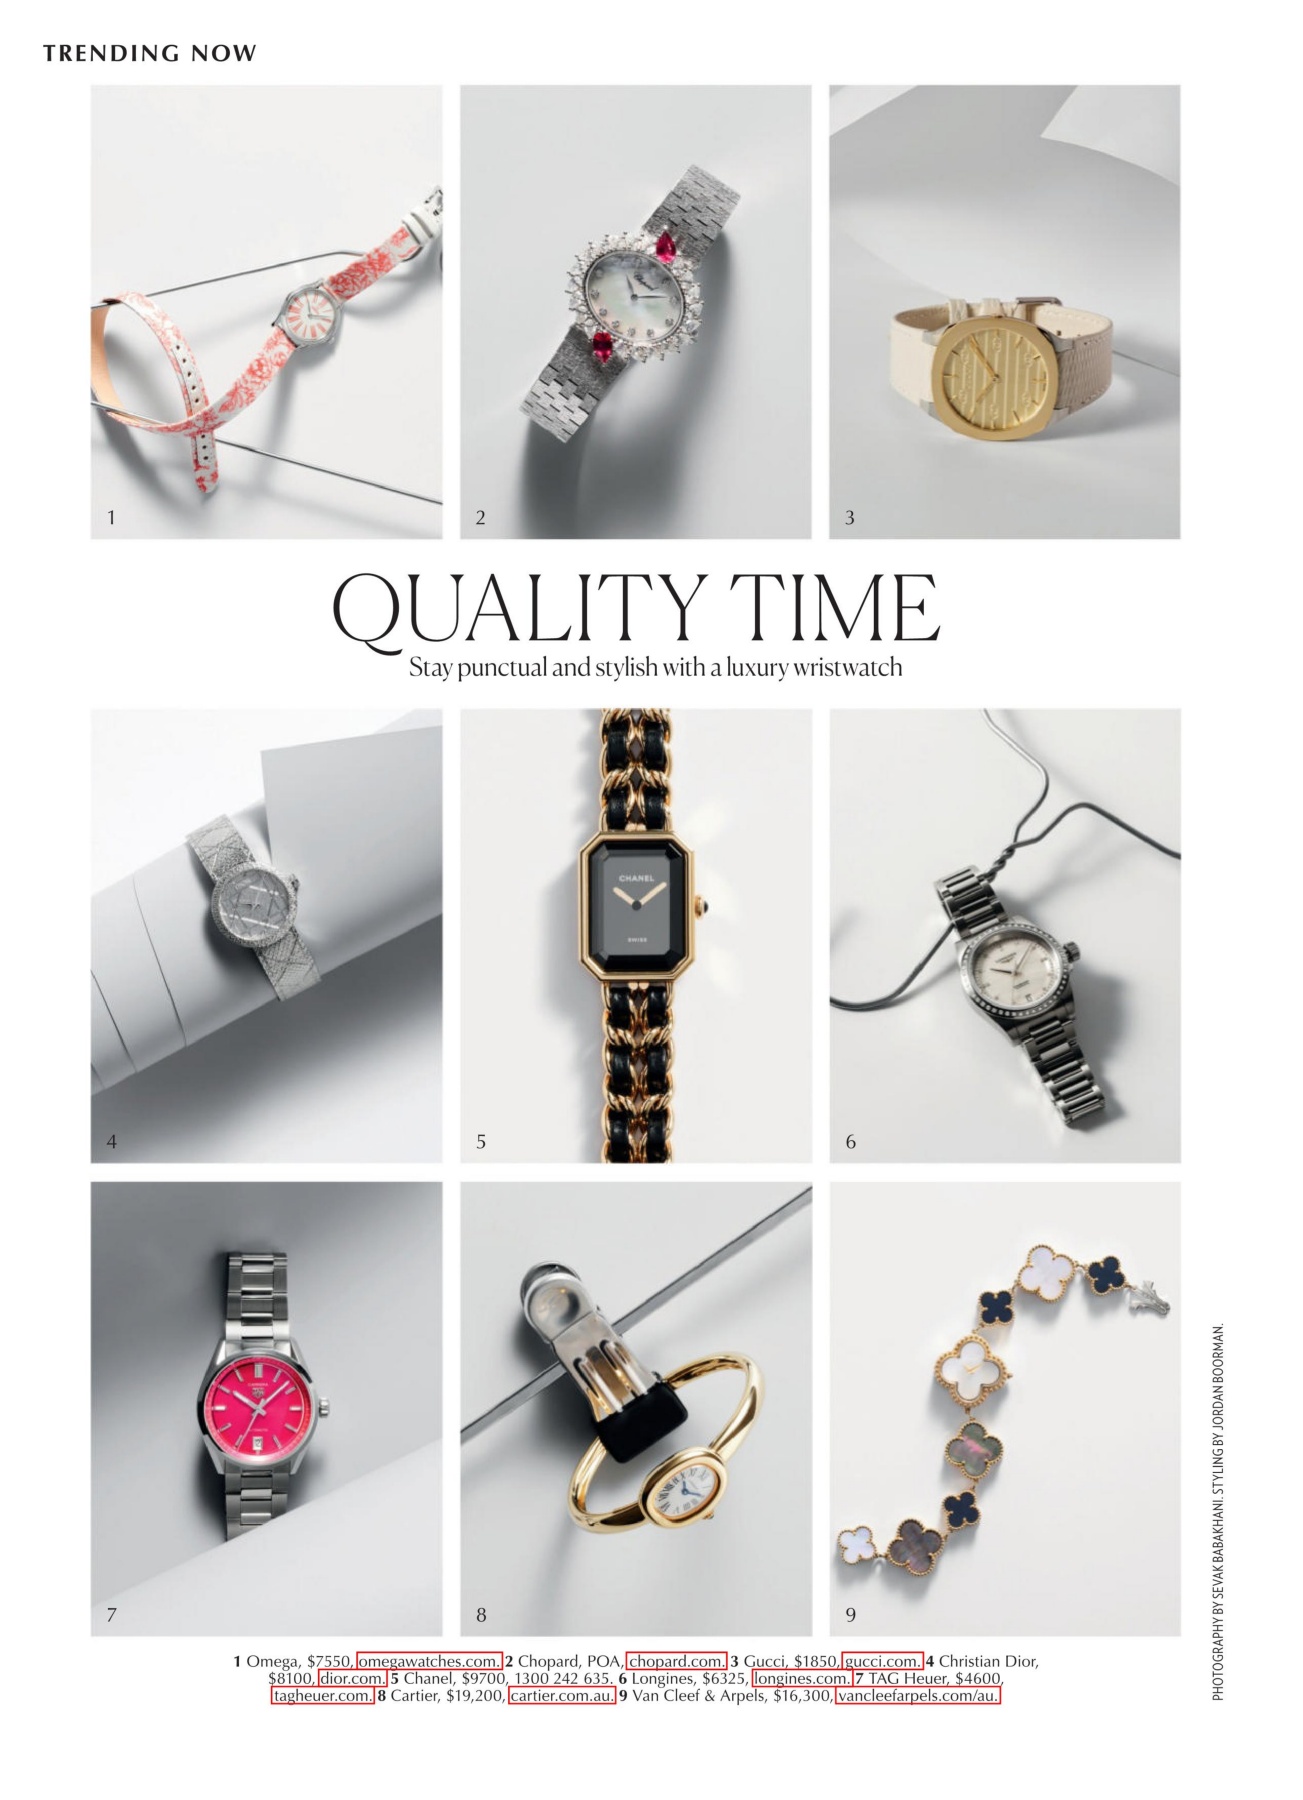 TRENDING NOW
1
2
3
QUALITY TIME
Stay punctual and stylish with a luxury wristwatch
4
CHANEL
SWISS
5
6
7
8
9
1 Omega, $7550, omegawatches.com. 2 Chopard, POA, chopard.com. 3 Gucci, $1850, gucci.com. 4 Christian Dior,
$8100, dior.com. 5 Chanel, $9700, 1300 242 635. 6 Longines, $6325, longines.com. 7 TAG Heuer, $4600,
tagheuer.com. 8 Cartier, $19,200, cartier.com.au. 9 Van Cleef & Arpels, $16,300, vancleefarpels.com/au.
PHOTOGRAPHY BY SEVAK BABAKHANI. STYLING BY JORDAN BOORMAN.